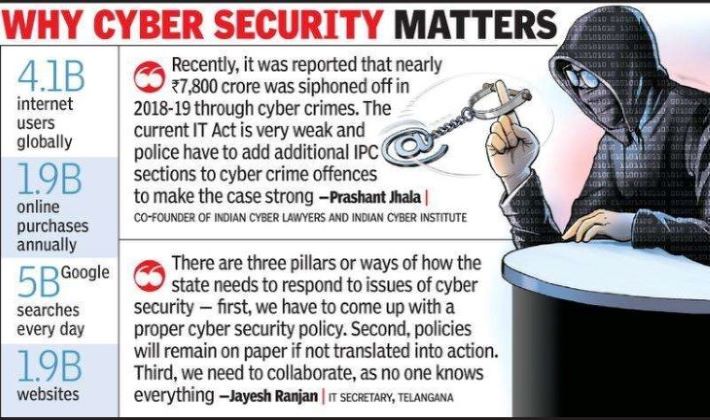 WHY CYBER SECURITY MATTERS
4.1B
internet
users
globally
1.9B
online
purchases
annually
5B Google
searches
every day
1.9B
websites
Recently, it was reported that nearly
₹7,800 crore was siphoned off in
2018-19 through cyber crimes. The
current IT Act is very weak and
police have to add additional IPC
sections to cyber crime offences
to make the case strong —Prashant Jhala |
CO-FOUNDER OF INDIAN CYBER LAWYERS AND INDIAN CYBER INSTITUTE
There are three pillars or ways of how the
state needs to respond to issues of cyber
security — first, we have to come up with a
proper cyber security policy. Second, policies
will remain on paper if not translated into action.
Third, we need to collaborate, as no one knows
everything —Jayesh Ranjan | IT SECRETARY, TELANGANA
@